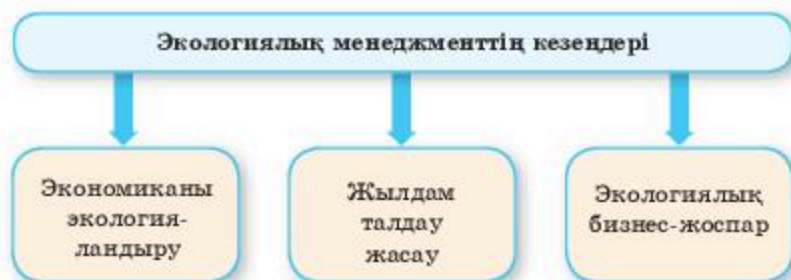 Экологиялық менеджменттің кезеңдері
Экономиканы
экология-
ландыру
Жылдам
талдау
жасау
Экологиялық
бизнес-жоспар